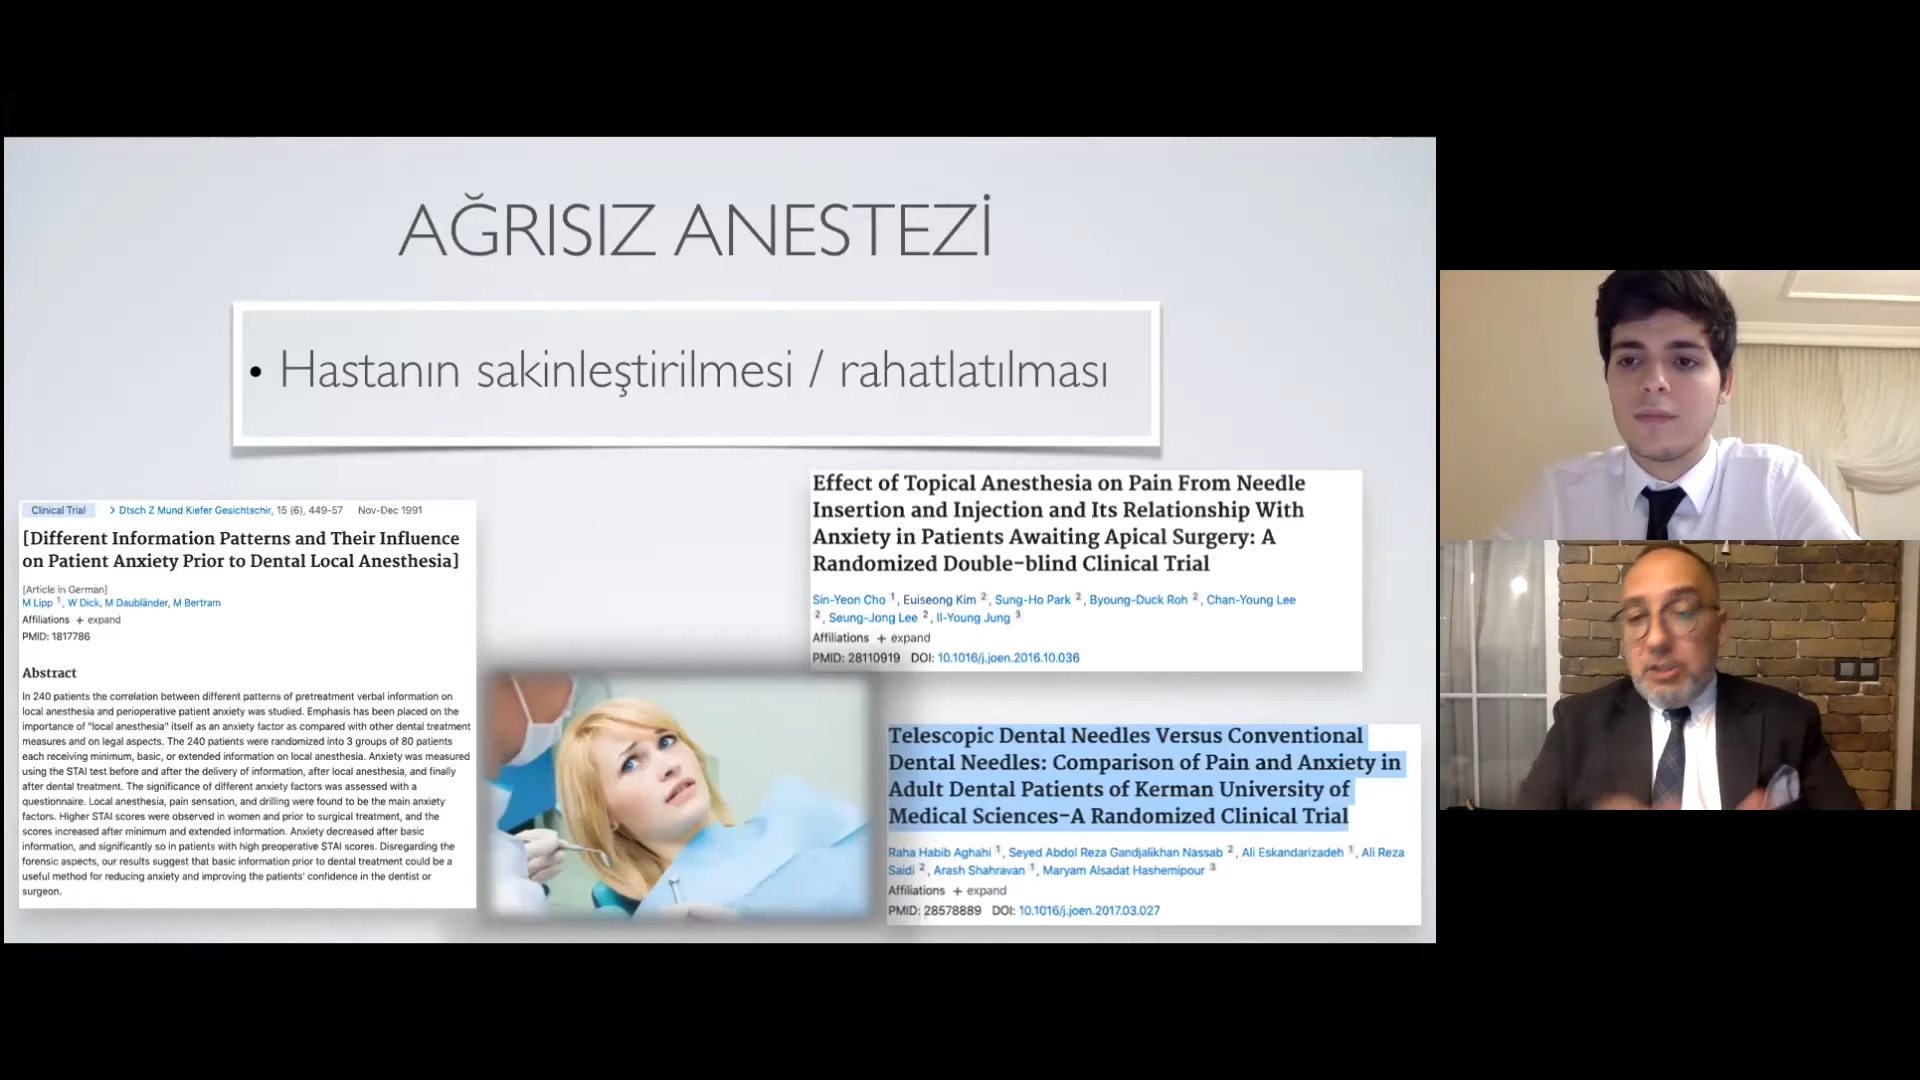 AĞRISIZ ANESTEZİ
• Hastanın sakinleştirilmesi / rahatlatılması
Clinical Trial > Dtsch Z Mund Kiefer Gesichtschir, 15 (6), 449-57 Nov-Dec 1991
[Different Information Patterns and Their Influence
on Patient Anxiety Prior to Dental Local Anesthesia]
[Article in German]
M Lipp 1, W Dick, M Daubländer, M Bertram
Affiliations + expand
PMID: 1817786
Abstract
In 240 patients the correlation between different patterns of pretreatment verbal information on
local anesthesia and perioperative patient anxiety was studied. Emphasis has been placed on the
importance of "local anesthesia" itself as an anxiety factor as compared with other dental treatment
measures and on legal aspects. The 240 patients were randomized into 3 groups of 80 patients
each receiving minimum, basic, or extended information on local anesthesia. Anxiety was measured
using the STAI test before and after the delivery of information, after local anesthesia, and finally
after dental treatment. The significance of different anxiety factors was assessed with a
questionnaire. Local anesthesia, pain sensation, and drilling were found to be the main anxiety
factors. Higher STAI scores were observed in women and prior to surgical treatment, and the
scores increased after minimum and extended information. Anxiety decreased after basic
information, and significantly so in patients with high preoperative STAI scores. Disregarding the
forensic aspects, our results suggest that basic information prior to dental treatment could be a
useful method for reducing anxiety and improving the patients' confidence in the dentist or
surgeon.
Effect of Topical Anesthesia on Pain From Needle
Insertion and Injection and Its Relationship With
Anxiety in Patients Awaiting Apical Surgery: A
Randomized Double-blind Clinical Trial
Sin-Yeon Cho 1, Euiseong Kim 2, Sung-Ho Park 2, Byoung-Duck Roh 2, Chan-Young Lee
2, Seung-Jong Lee 2, Il-Young Jung 3
Affiliations + expand
PMID: 28110919 DOI: 10.1016/j.joen.2016.10.036
Telescopic Dental Needles Versus Conventional
Dental Needles: Comparison of Pain and Anxiety in
Adult Dental Patients of Kerman University of
Medical Sciences-A Randomized Clinical Trial
Raha Habib Aghahi 1, Seyed Abdol Reza Gandjalikhan Nassab 2, Ali Eskandarizadeh 1, Ali Reza
Saidi 2, Arash Shahravan 1, Maryam Alsadat Hashemipour 3
Affiliations + expand
PMID: 28578889 DOI: 10.1016/j.joen.2017.03.027